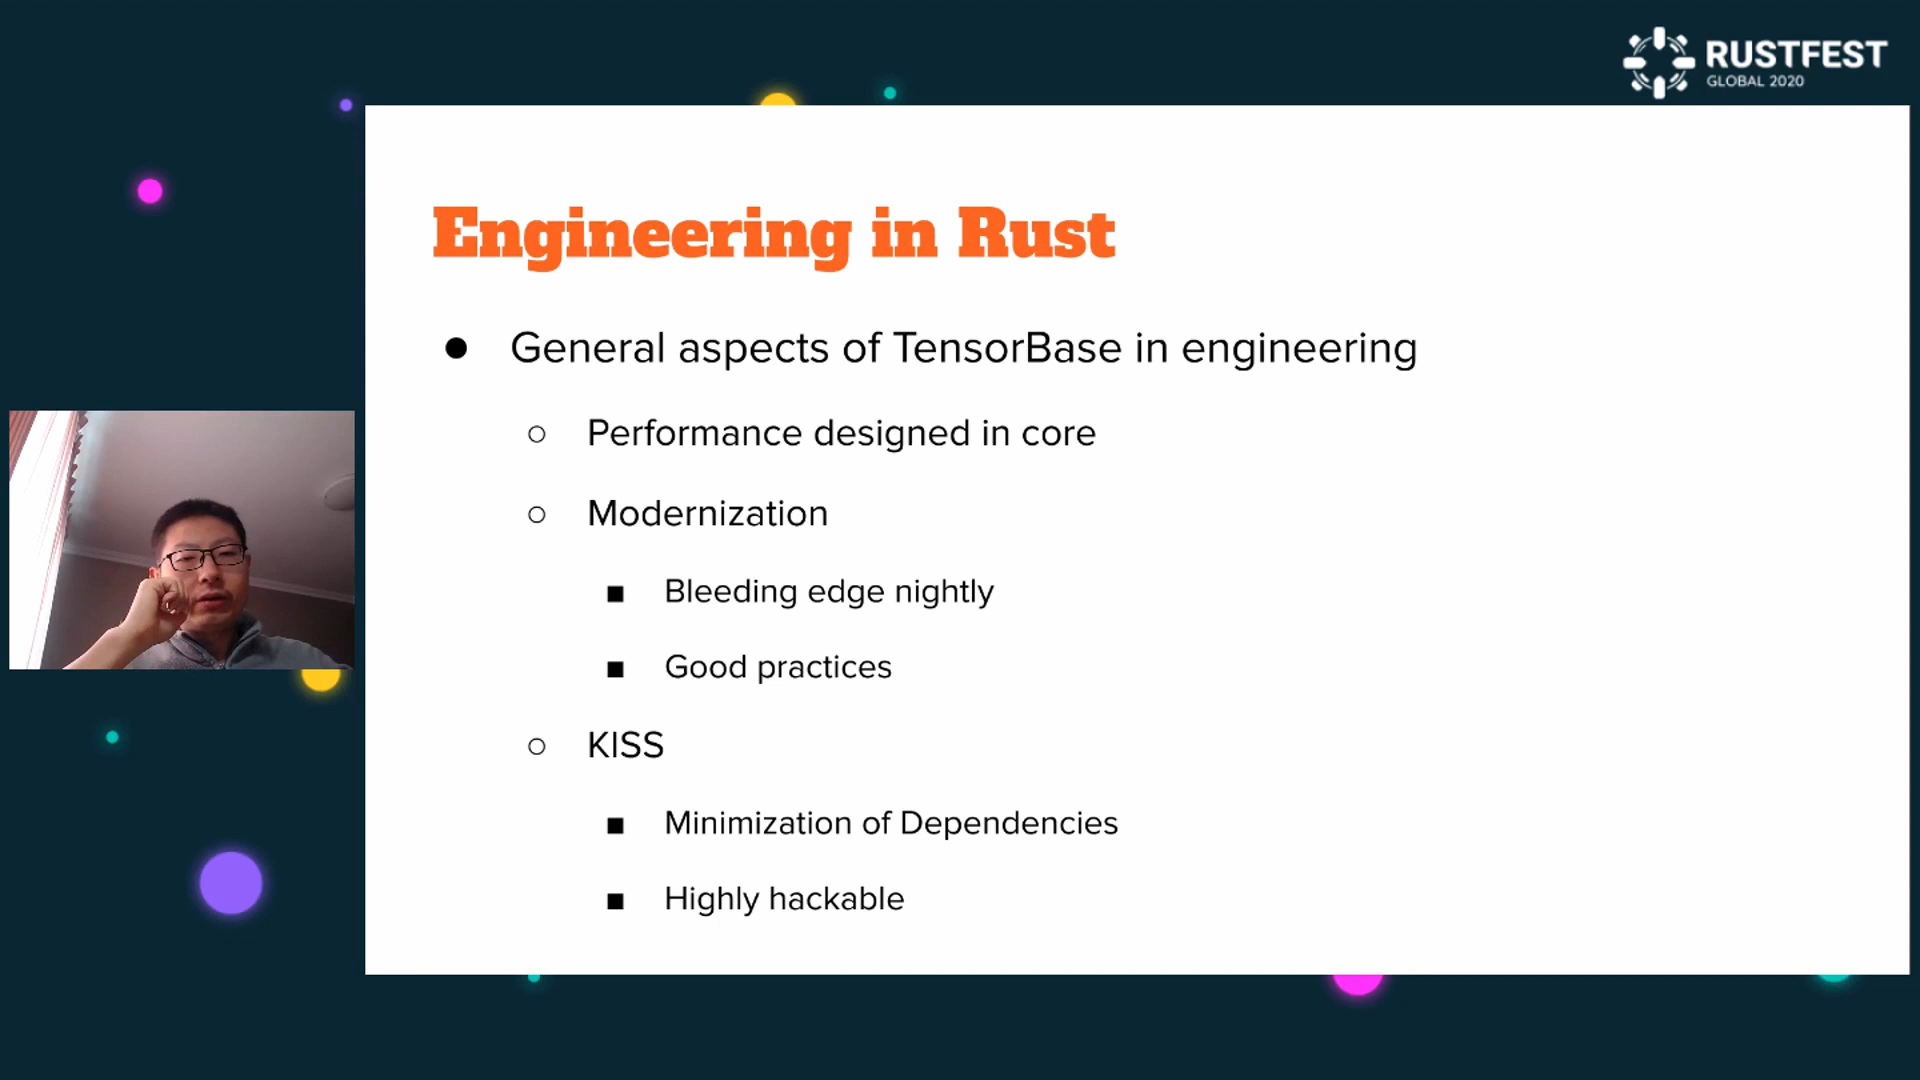 RUSTFEST
GLOBAL 2020
Engineering in Rust
General aspects of TensorBase in engineering
Performance designed in core
Modernization
Bleeding edge nightly
Good practices
KISS
Minimization of Dependencies
Highly hackable